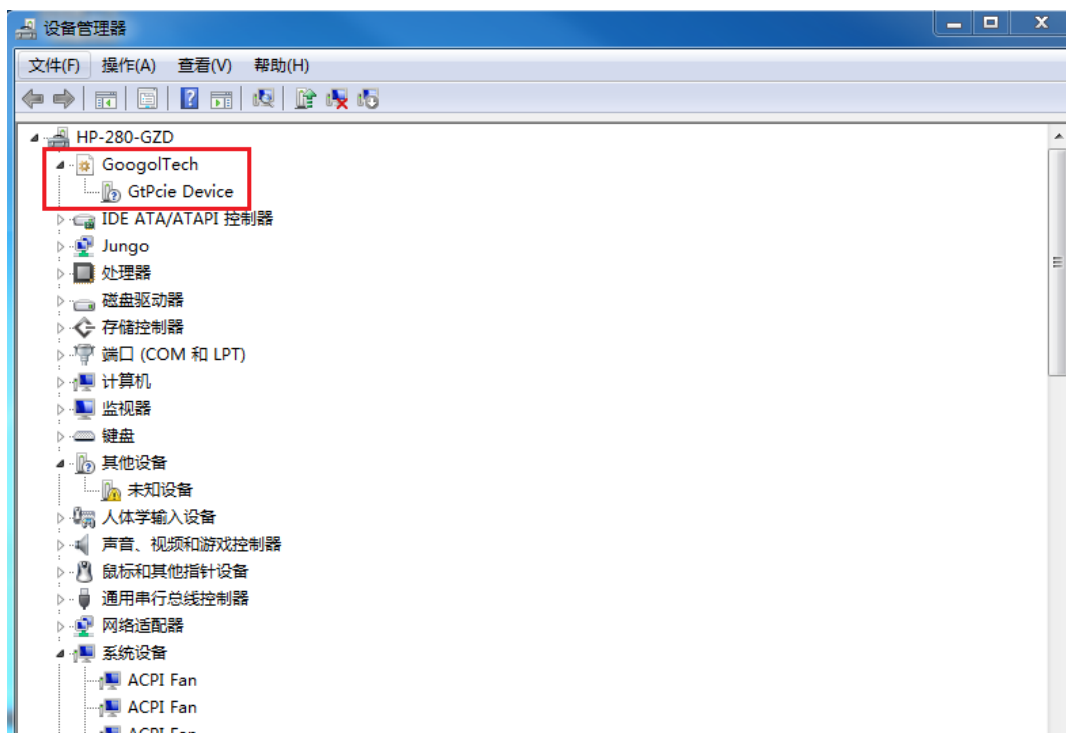 设备管理器
文件(F) 操作(A) 查看(V) 帮助(H)
HP-280-GZD
GoogolTech
GtPcie Device
IDE ATA/ATAPI 控制器
Jungo
处理器
磁盘驱动器
存储控制器
端口 (COM 和 LPT)
计算机
监视器
键盘
其他设备
未知设备
人体学输入设备
声音、视频和游戏控制器
鼠标和其他指针设备
通用串行总线控制器
网络适配器
系统设备
ACPI Fan
ACPI Fan
ACPI Fan